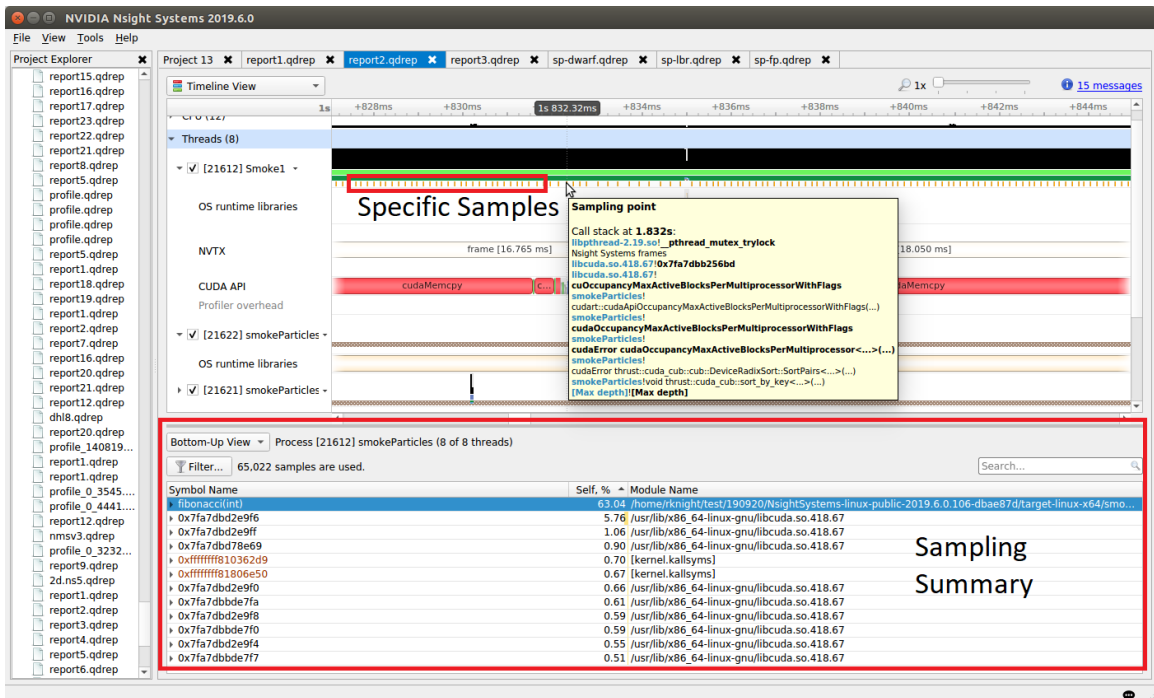 NVIDIA Nsight Systems 2019.6.0
File View Tools Help
Project Explorer
report15.qdrep
report16.qdrep
report17.qdrep
report23.qdrep
report22.qdrep
report21.qdrep
report8.qdrep
report5.qdrep
profile.qdrep
profile.qdrep
profile.qdrep
profile.qdrep
report5.qdrep
report1.qdrep
report18.qdrep
report19.qdrep
report1.qdrep
report2.qdrep
report7.qdrep
report16.qdrep
report20.qdrep
report21.qdrep
report12.qdrep
dhl8.qdrep
report20.qdrep
profile_140819...
report1.qdrep
report1.qdrep
profile_0_3545....
profile_0_4441....
report12.qdrep
nmsv3.qdrep
profile_0_3232...
report9.qdrep
2d.ns5.qdrep
report1.qdrep
report2.qdrep
report3.qdrep
report4.qdrep
report5.qdrep
report6.qdrep
Project 13 report1.qdrep report2.qdrep report3.qdrep sp-dwarf.qdrep sp-lbr.qdrep sp-fp.qdrep
Timeline View 1x 15 messages
1s +828ms +830ms 1s 832.32ms +834ms +836ms +838ms +840ms +842ms +844ms
CPU (12)
Threads (8)
[21612] Smoke1
OS runtime libraries
Specific Samples
NVTX
frame [16.765 ms]
[18.050 ms]
CUDA API
cudaMemcpy
c...
Profiler overhead
[21622] smokeParticles
OS runtime libraries
[21621] smokeParticles
Sampling point
Call stack at 1.832s:
libpthread-2.19.so!__pthread_mutex_trylock
Nsight Systems frames
libcuda.so.418.67!0x7fa7dbb256bd
libcuda.so.418.67!
cuOccupancyMaxActiveBlocksPerMultiprocessorWithFlags
smokeParticles!
cudart::cudaApiOccupancyMaxActiveBlocksPerMultiprocessorWithFlags(...)
smokeParticles!
cudaOccupancyMaxActiveBlocksPerMultiprocessorWithFlags
smokeParticles!
cudaError cudaOccupancyMaxActiveBlocksPerMultiprocessor<...>(...)
smokeParticles!
cudaError thrust::cuda_cub::cub::DeviceRadixSort::SortPairs<...>(...)
smokeParticles!void thrust::cuda_cub::sort_by_key<...>(...)
[Max depth]![Max depth]
Bottom-Up View Process [21612] smokeParticles (8 of 8 threads)
Filter... 65,022 samples are used. Search...
Symbol Name Self, % Module Name
fibonacci(int) 63.04 /home/rknight/test/190920/NsightSystems-linux-public-2019.6.0.106-dbae87d/target-linux-x64/smo...
0x7fa7dbd2e9f6 5.76 /usr/lib/x86_64-linux-gnu/libcuda.so.418.67
0x7fa7dbd2e9ff 1.06 /usr/lib/x86_64-linux-gnu/libcuda.so.418.67
0x7fa7dbd78e69 0.90 /usr/lib/x86_64-linux-gnu/libcuda.so.418.67
0xffffffff810362d9 0.70 [kernel.kallsyms]
0xffffffff81806e50 0.67 [kernel.kallsyms]
0x7fa7dbd2e9f0 0.66 /usr/lib/x86_64-linux-gnu/libcuda.so.418.67
0x7fa7dbbde7fa 0.61 /usr/lib/x86_64-linux-gnu/libcuda.so.418.67
0x7fa7dbd2e9f8 0.59 /usr/lib/x86_64-linux-gnu/libcuda.so.418.67
0x7fa7dbbde7f0 0.59 /usr/lib/x86_64-linux-gnu/libcuda.so.418.67
0x7fa7dbd2e9f4 0.55 /usr/lib/x86_64-linux-gnu/libcuda.so.418.67
0x7fa7dbbde7f7 0.51 /usr/lib/x86_64-linux-gnu/libcuda.so.418.67
Sampling
Summary